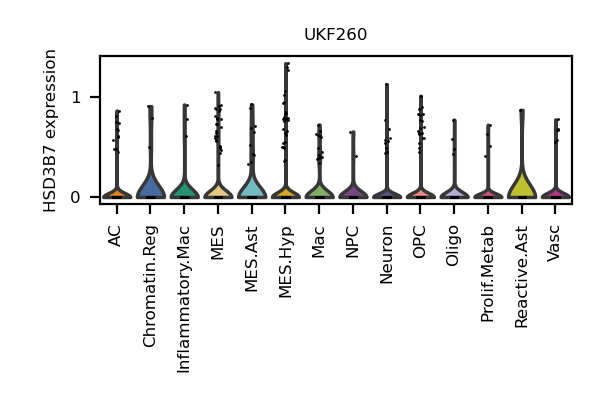 UKF260
HSD3B7 expression
1
0
AC
Chromatin.Reg
Inflammatory.Mac
MES
MES.Ast
MES.Hyp
Mac
NPC
Neuron
OPC
Oligo
Prolif.Metab
Reactive.Ast
Vasc